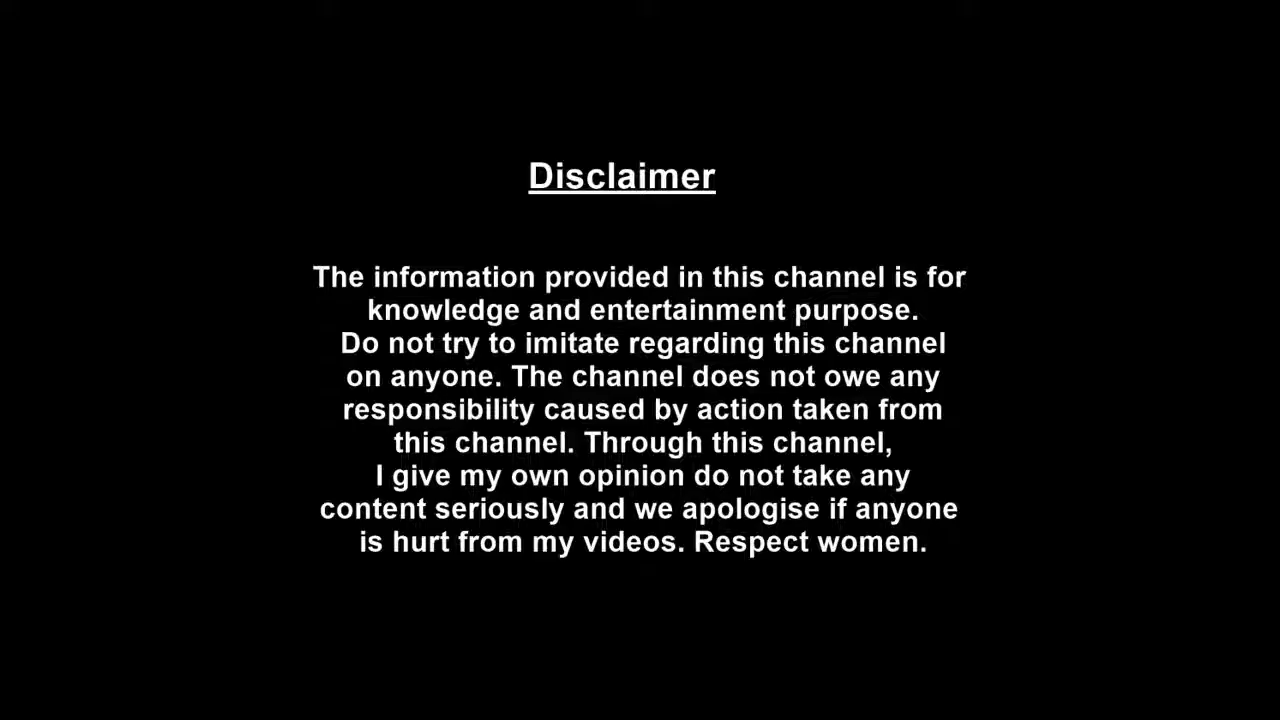 Disclaimer
The information provided in this channel is for
knowledge and entertainment purpose.
Do not try to imitate regarding this channel
on anyone. The channel does not owe any
responsibility caused by action taken from
this channel. Through this channel,
I give my own opinion do not take any
content seriously and we apologise if anyone
is hurt from my videos. Respect women.